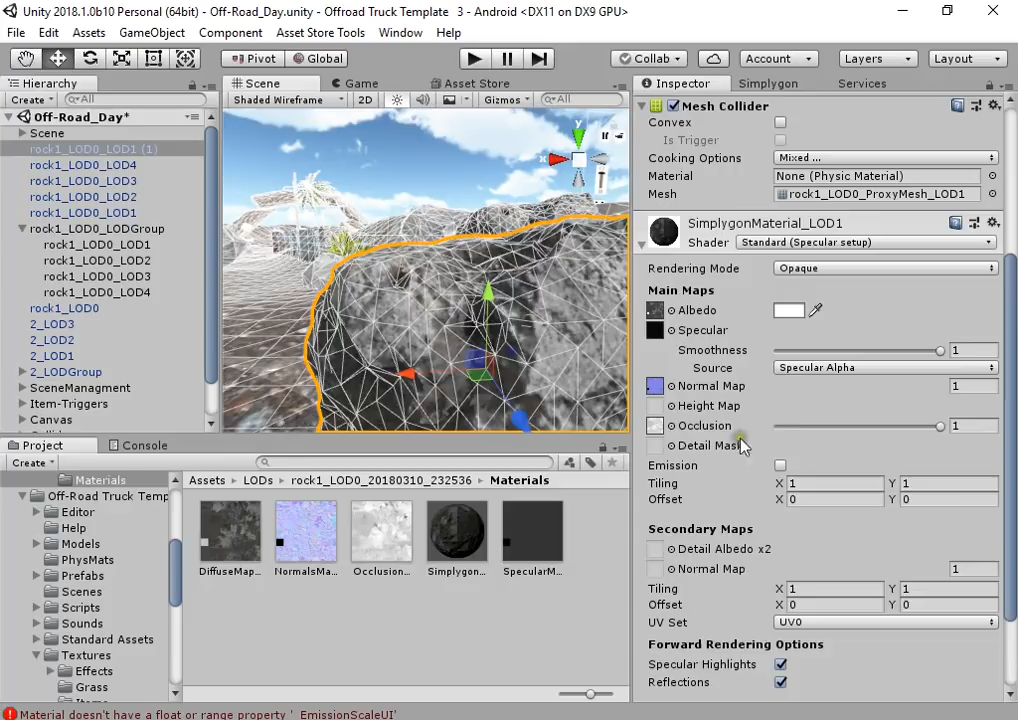 Unity 2018.1.0b10 Personal (64bit) - Off-Road_Day.unity - Offroad Truck Template   3 - Android <DX11 on DX9 GPU>
File Edit Assets GameObject Component Asset Store Tools Window Help
Pivot Global Collab Account Layers Layout
Hierarchy Scene Game Asset Store Inspector Simplygon Services
Create All Shaded Wireframe 2D Gizmos All Mesh Collider
Off-Road_Day* Convex
Scene Is Trigger
rock1_LOD0_LOD1 (1) Cooking Options Mixed ...
rock1_LOD0_LOD4 Material None (Physic Material)
rock1_LOD0_LOD3 Mesh rock1_LOD0_ProxyMesh_LOD1
rock1_LOD0_LOD2
rock1_LOD0_LOD1
rock1_LOD0_LODGroup SimplygonMaterial_LOD1
rock1_LOD0_LOD1 Shader Standard (Specular setup)
rock1_LOD0_LOD2 Rendering Mode Opaque
rock1_LOD0_LOD3 Main Maps
rock1_LOD0_LOD4
rock1_LOD0 Albedo
2_LOD3 Specular
2_LOD2 Smoothness 1
2_LOD1 Source Specular Alpha
2_LODGroup Normal Map 1
SceneManagment
Item-Triggers Height Map
Canvas Occlusion 1
y
x
Project Console Detail Mask
Create Emission
Materials Assets LODs rock1_LOD0_20180310_232536 Materials Tiling X 1 Y 1
Off-Road Truck Temp Offset X 0 Y 0
Editor
Help Secondary Maps
Models Detail Albedo x2
PhysMats DiffuseMap... NormalsMa... Occlusion... Simplygon... SpecularM... Normal Map 1
Prefabs
Scenes Tiling X 1 Y 1
Scripts Offset X 0 Y 0
Sounds UV Set UV0
Standard Assets Forward Rendering Options
Textures
Effects Specular Highlights
Grass Reflections
Material doesn't have a float or range property '_EmissionScaleUI'